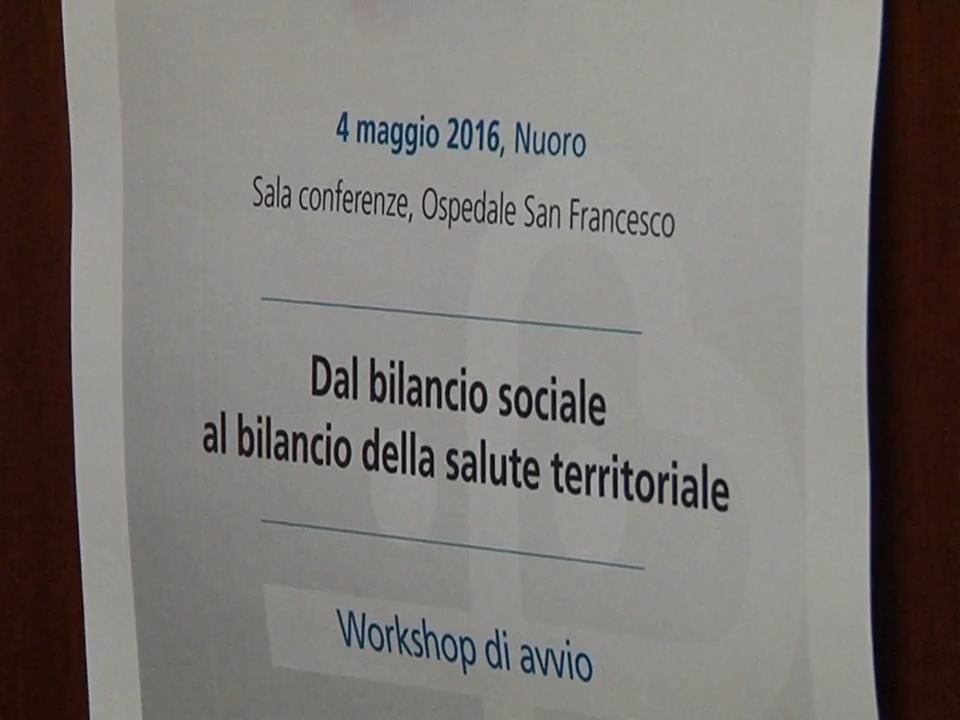 4 maggio 2016, Nuoro
Sala conferenze, Ospedale San Francesco
Dal bilancio sociale
al bilancio della salute territoriale
Workshop di avvio